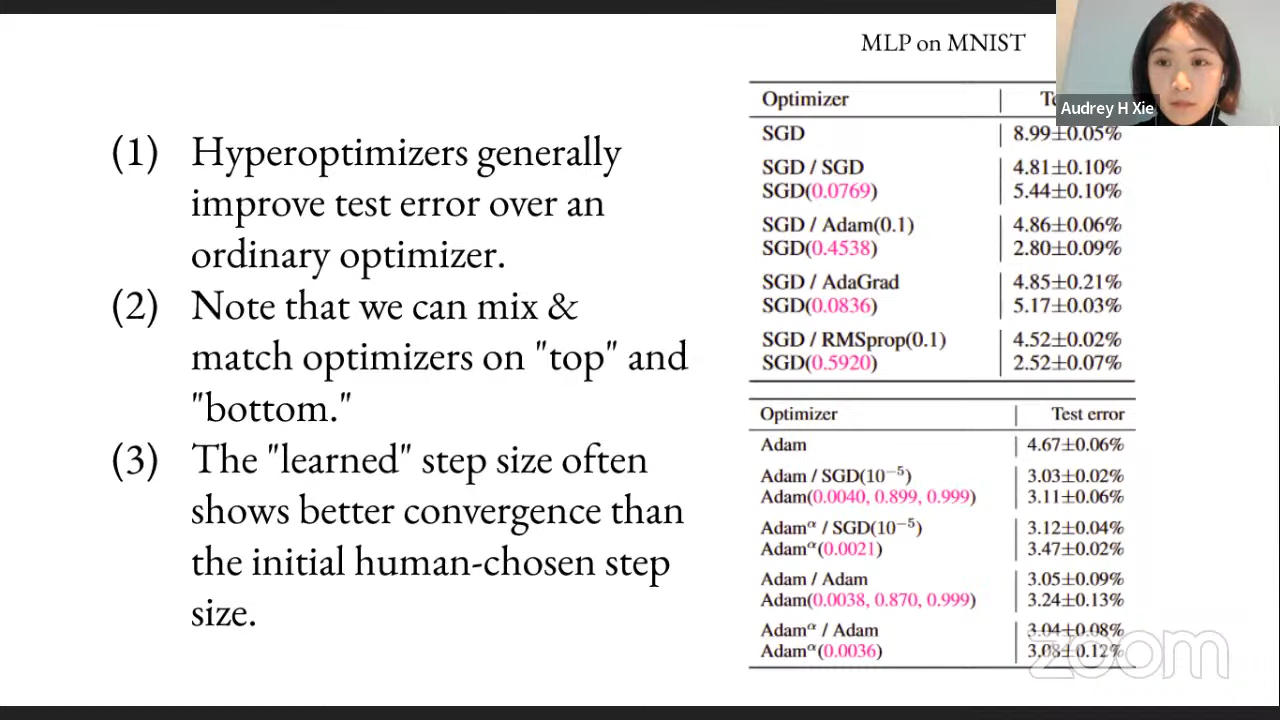 MLP on MNIST
Audrey H Xie
(1) Hyperoptimizers generally
improve test error over an
ordinary optimizer.
(2) Note that we can mix &
match optimizers on "top" and
"bottom."
(3) The "learned" step size often
shows better convergence than
the initial human-chosen step
size.
Optimizer
SGD 8.99±0.05%
SGD / SGD 4.81±0.10%
SGD(0.0769) 5.44±0.10%
SGD / Adam(0.1) 4.86±0.06%
SGD(0.4538) 2.80±0.09%
SGD / AdaGrad 4.85±0.21%
SGD(0.0836) 5.17±0.03%
SGD / RMSprop(0.1) 4.52±0.02%
SGD(0.5920) 2.52±0.07%
Optimizer Test error
Adam 4.67±0.06%
Adam / SGD(10⁻⁵) 3.03±0.02%
Adam(0.0040, 0.899, 0.999) 3.11±0.06%
Adamᵅ / SGD(10⁻⁵) 3.12±0.04%
Adamᵅ(0.0021) 3.47±0.02%
Adam / Adam 3.05±0.09%
Adam(0.0038, 0.870, 0.999) 3.24±0.13%
Adamᵅ / Adam 3.04±0.08%
Adamᵅ(0.0036) 3.08±0.12%
zoom